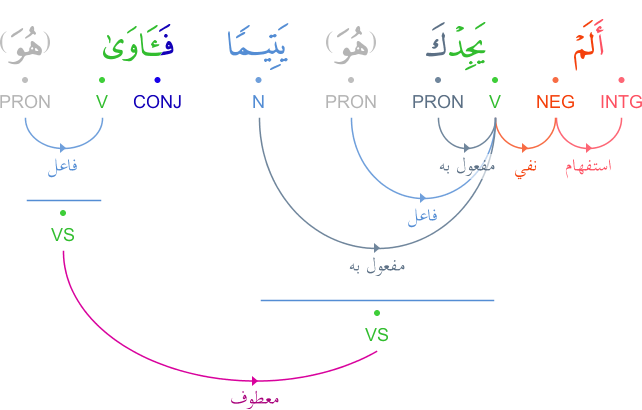 أَلَمْ يَجِدْكَ (هُوَ) يَتِيمًا فَـَٔاوَىٰ (هُوَ)
INTG NEG V PRON PRON N CONJ V PRON
استفهام نفي مفعول به فاعل
فاعل
VS
مفعول به
VS
معطوف